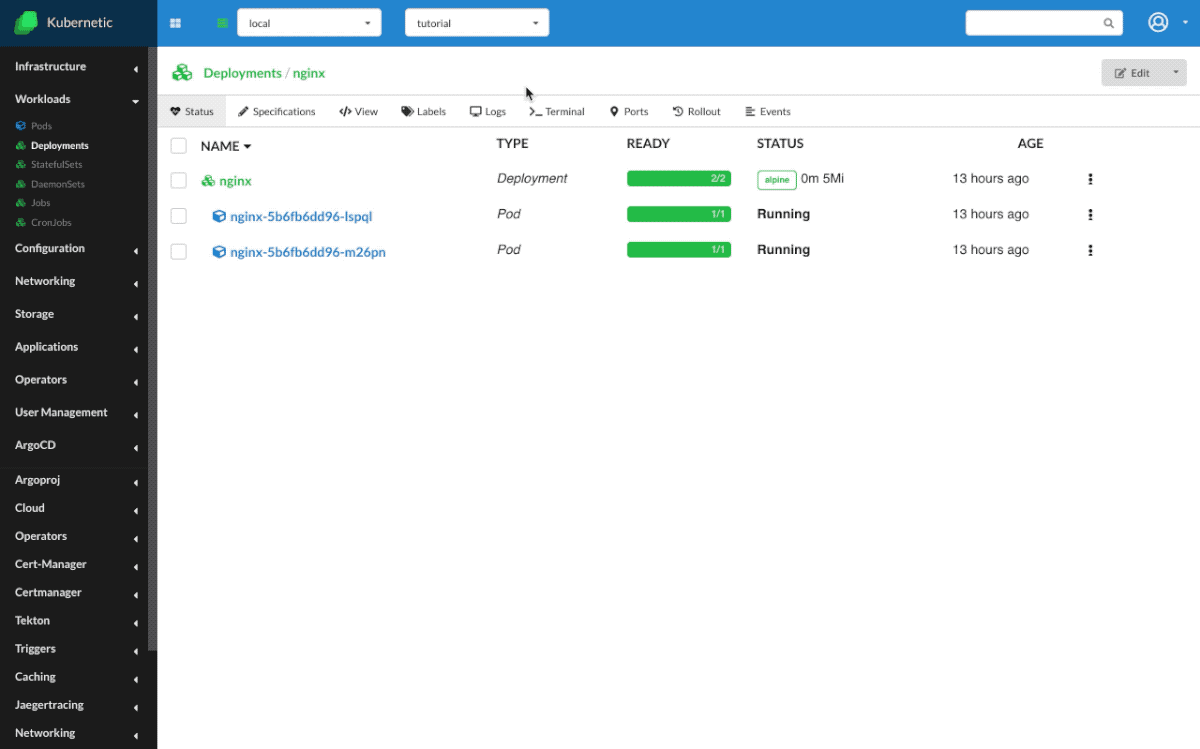 Kubernetic
local
tutorial
Infrastructure
Workloads
Pods
Deployments
StatefulSets
DaemonSets
Jobs
CronJobs
Configuration
Networking
Storage
Applications
Operators
User Management
ArgoCD
Argoproj
Cloud
Operators
Cert-Manager
Certmanager
Tekton
Triggers
Caching
Jaegertracing
Networking
Deployments / nginx
Edit
Status Specifications View Labels Logs Terminal Ports Rollout Events
NAME TYPE READY STATUS AGE
nginx Deployment 2/2 alpine 0m 5Mi 13 hours ago
nginx-5b6fb6dd96-lspql Pod 1/1 Running 13 hours ago
nginx-5b6fb6dd96-m26pn Pod 1/1 Running 13 hours ago